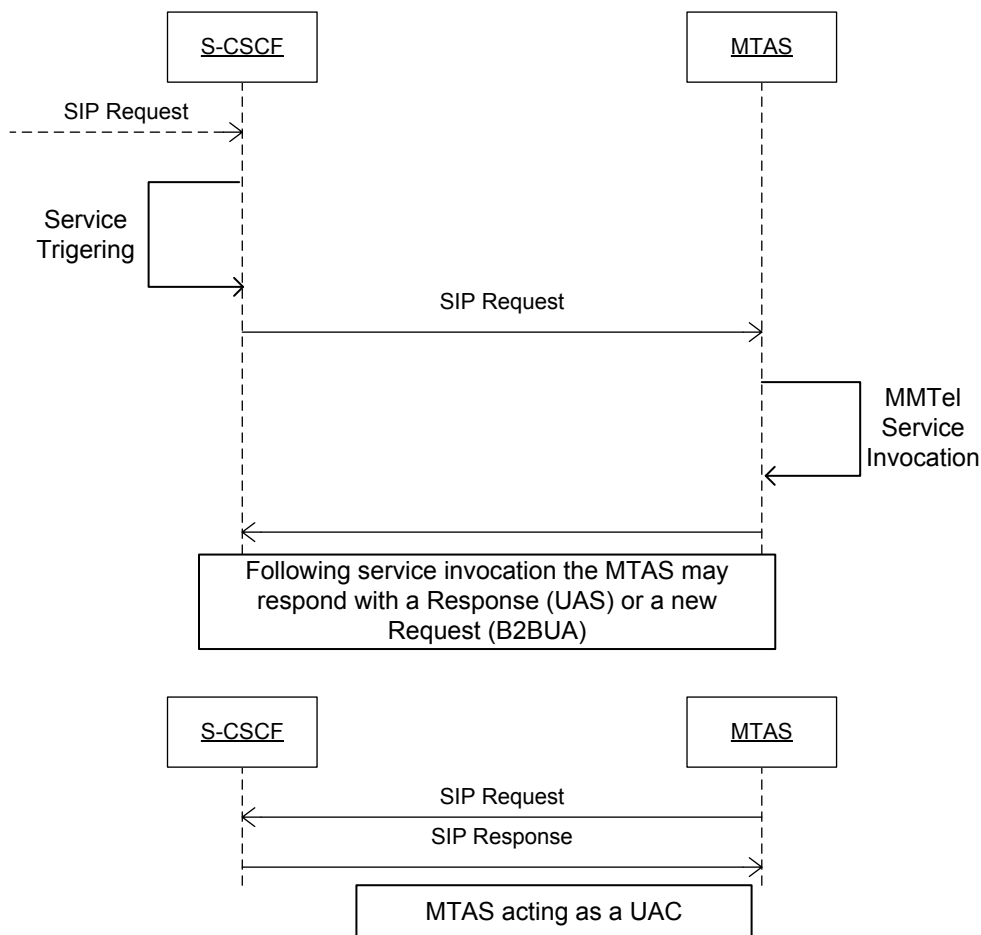 S-CSCF
MTAS
SIP Request
Service
Trigering
SIP Request
MMTel
Service
Invocation
Following service invocation the MTAS may
respond with a Response (UAS) or a new
Request (B2BUA)
S-CSCF
MTAS
SIP Request
SIP Response
MTAS acting as a UAC